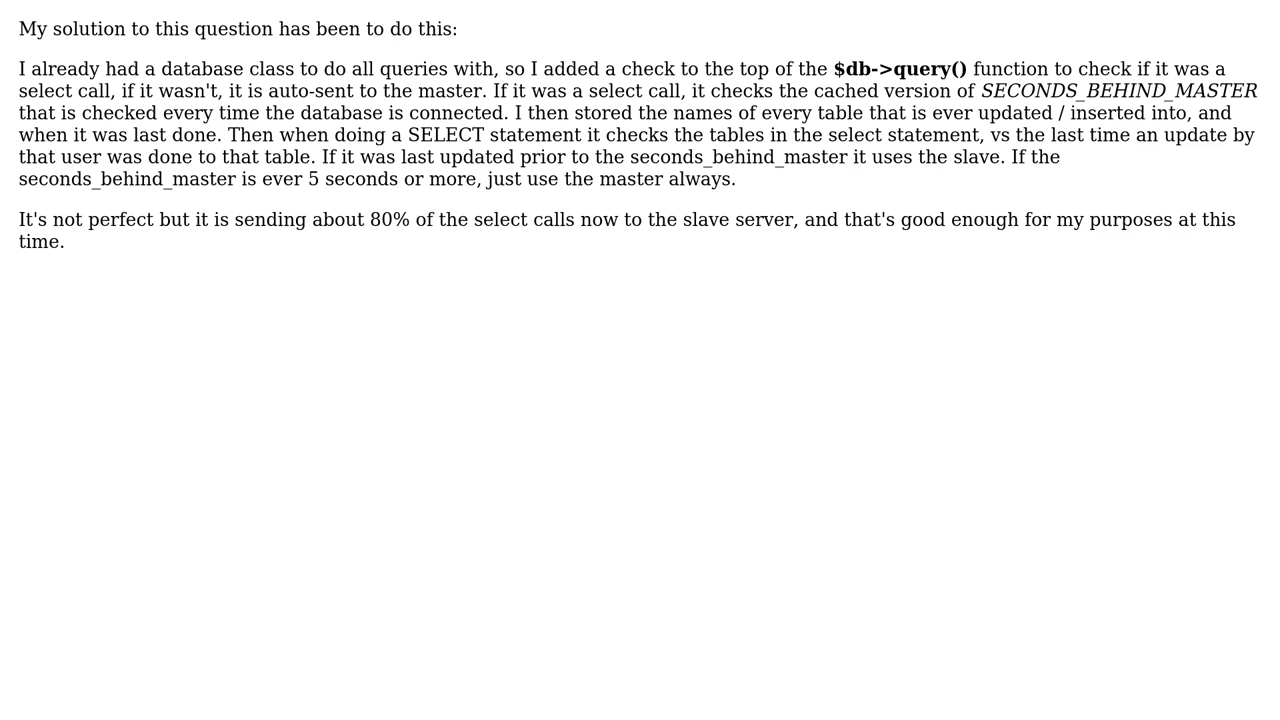 My solution to this question has been to do this:
I already had a database class to do all queries with, so I added a check to the top of the $db->query() function to check if it was a
select call, if it wasn't, it is auto-sent to the master. If it was a select call, it checks the cached version of SECONDS_BEHIND_MASTER
that is checked every time the database is connected. I then stored the names of every table that is ever updated / inserted into, and
when it was last done. Then when doing a SELECT statement it checks the tables in the select statement, vs the last time an update by
that user was done to that table. If it was last updated prior to the seconds_behind_master it uses the slave. If the
seconds_behind_master is ever 5 seconds or more, just use the master always.
It's not perfect but it is sending about 80% of the select calls now to the slave server, and that's good enough for my purposes at this
time.